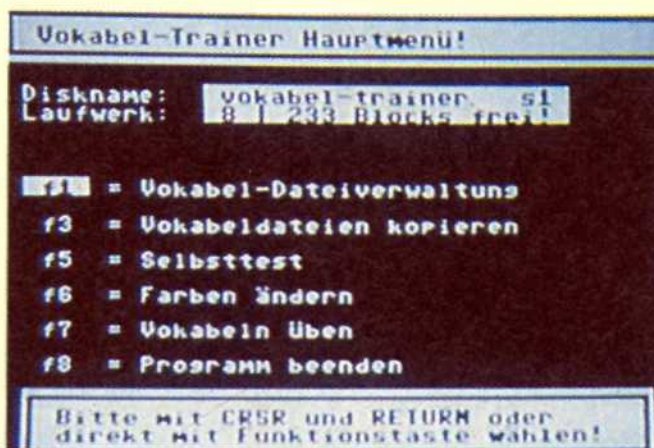 Vokabel-Trainer Hauptmenü!
Diskname: vokabel-trainer. s1
Laufwerk: 8 | 233 Blocks frei!
f1 = Vokabel-Dateiverwaltung
f3 = Vokabeldateien kopieren
f5 = Selbsttest
f6 = Farben ändern
f7 = Vokabeln üben
f8 = Programm beenden
Bitte mit CRSR und RETURN oder
direkt mit Funktionstaste wählen!